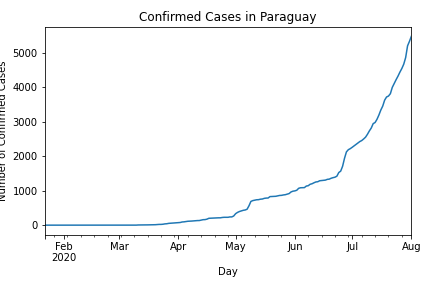 Confirmed Cases in Paraguay
5000
4000
3000
2000
1000
0
Number of Confirmed Cases
Feb Mar Apr May Jun Jul Aug
2020
Day